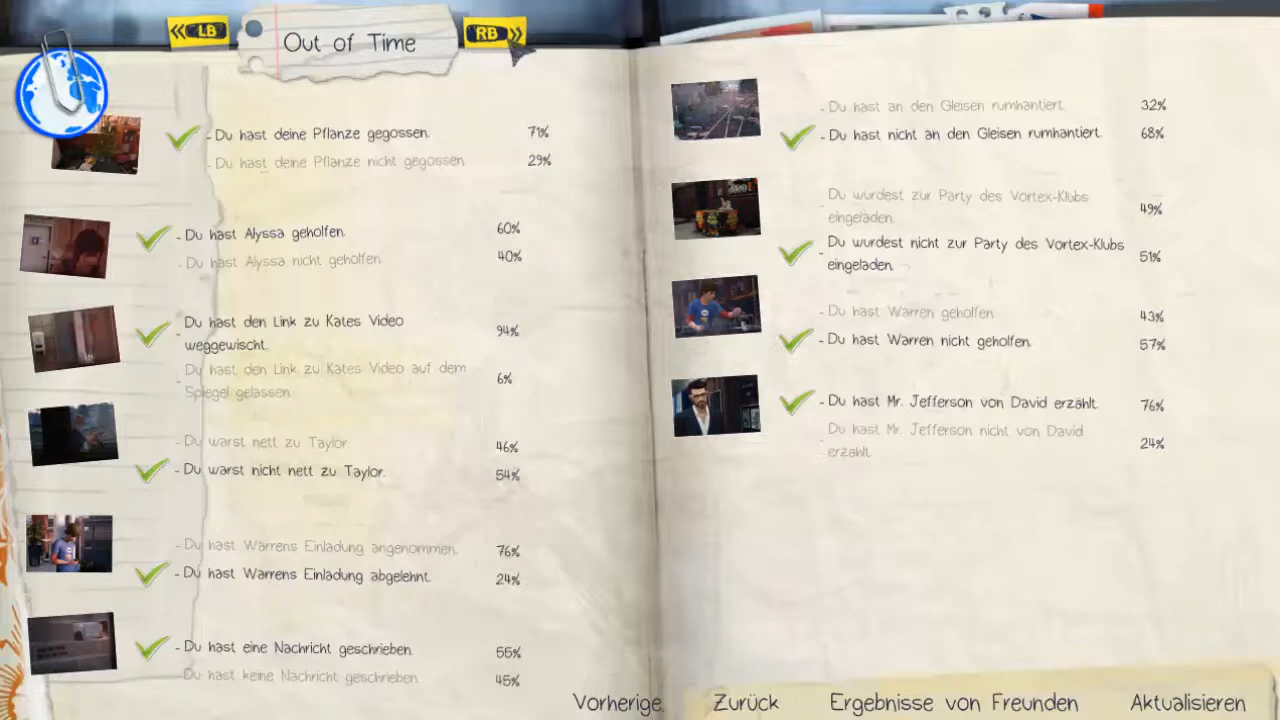 LB
Out of Time
RB
- Du hast deine Pflanze gegossen. 71%
- Du hast deine Pflanze nicht gegossen. 29%
- Du hast Alyssa geholfen. 60%
- Du hast Alyssa nicht geholfen. 40%
Du hast den Link zu Kates Video
- weggewischt. 94%
Du hast den Link zu Kates Video auf dem
- Spiegel gelassen. 6%
- Du warst nett zu Taylor. 46%
- Du warst nicht nett zu Taylor. 54%
- Du hast Warrens Einladung angenommen. 76%
- Du hast Warrens Einladung abgelehnt. 24%
- Du hast eine Nachricht geschrieben. 55%
- Du hast keine Nachricht geschrieben. 45%
- Du hast an den Gleisen rumhantiert. 32%
- Du hast nicht an den Gleisen rumhantiert. 68%
Du wurdest zur Party des Vortex-Klubs
- eingeladen. 49%
Du wurdest nicht zur Party des Vortex-Klubs
- eingeladen. 51%
- Du hast Warren geholfen. 43%
- Du hast Warren nicht geholfen. 57%
- Du hast Mr. Jefferson von David erzählt. 76%
Du hast Mr. Jefferson nicht von David
- erzählt. 24%
Vorherige
Zurück
Ergebnisse von Freunden
Aktualisieren